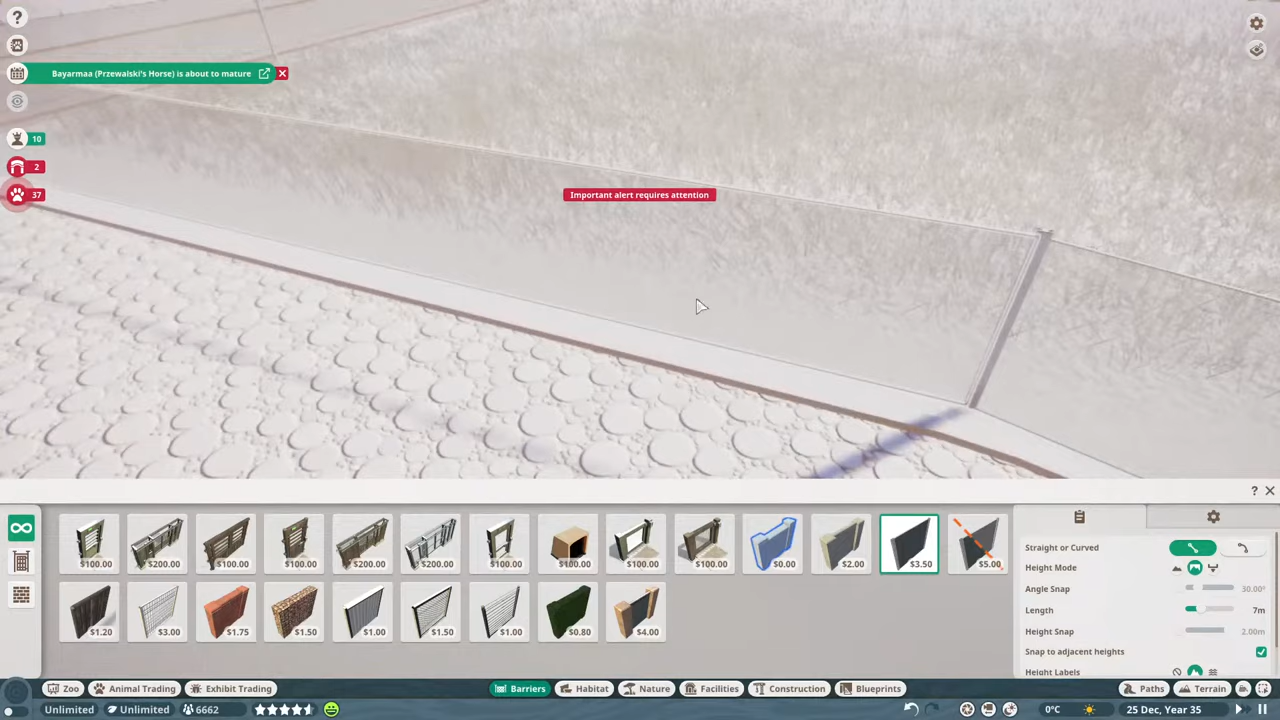 ?
Bayarmaa (Przewalski's Horse) is about to mature
10
2
37
Important alert requires attention
?
$100.00 $200.00 $100.00 $100.00 $200.00 $200.00 $100.00 $100.00 $100.00 $100.00 $0.00 $2.00 $3.50 $5.00
$1.20 $3.00 $1.75 $1.50 $1.00 $1.50 $1.00 $0.80 $4.00
Straight or Curved
Height Mode
Angle Snap 30.00°
Length 7m
Height Snap 2.00m
Snap to adjacent heights
Height Labels
Zoo Animal Trading Exhibit Trading Barriers Habitat Nature Facilities Construction Blueprints Paths Terrain
Unlimited Unlimited 6662 0°C 25 Dec, Year 35